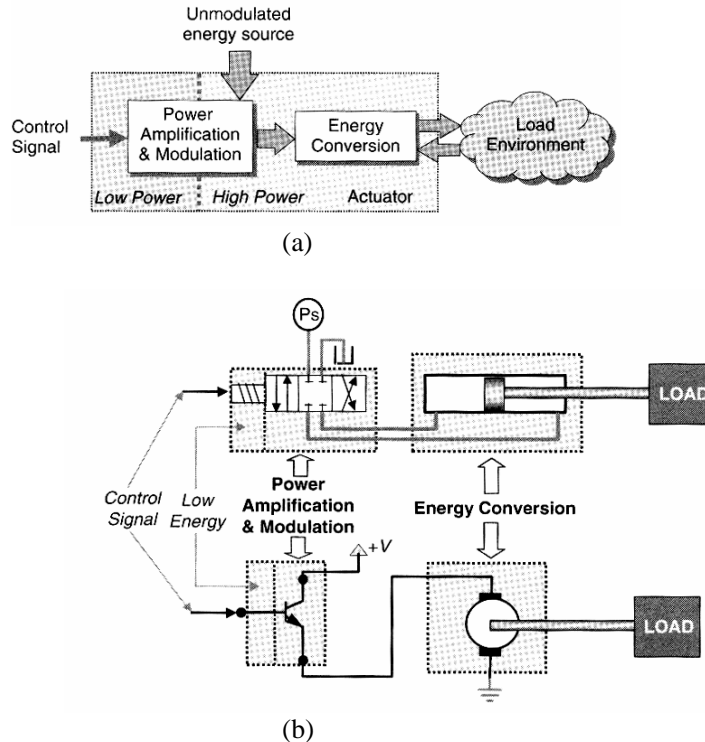 Unmodulated
energy source
Control
Signal
Power
Amplification
& Modulation
Energy
Conversion
Load
Environment
Low Power
High Power
Actuator
(a)
Ps
LOAD
Control
Signal
Low
Energy
Power
Amplification
& Modulation
Energy Conversion
+V
LOAD
(b)